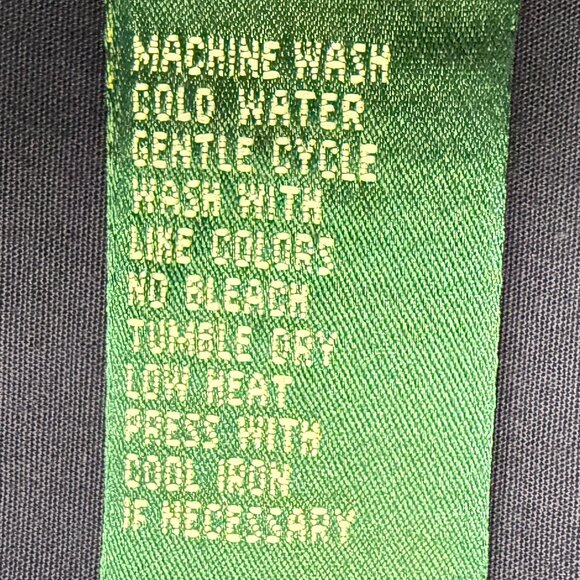 MACHINE WASH
COLD WATER
GENTLE CYCLE
WASH WITH
LIKE COLORS
NO BLEACH
TUMBLE DRY
LOW HEAT
PRESS WITH
COOL IRON
IF NECESSARY